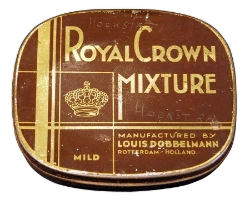 ROYAL CROWN
MIXTURE
MANUFACTURED BY
LOUIS DOBBELMANN
ROTTERDAM - HOLLAND.
MILD